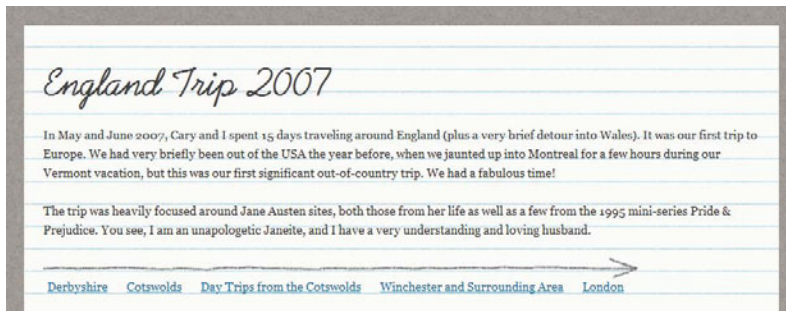 England Trip 2007
In May and June 2007, Cary and I spent 15 days traveling around England (plus a very brief detour into Wales). It was our first trip to
Europe. We had very briefly been out of the USA the year before, when we jaunted up into Montreal for a few hours during our
Vermont vacation, but this was our first significant out-of-country trip. We had a fabulous time!
The trip was heavily focused around Jane Austen sites, both those from her life as well as a few from the 1995 mini-series Pride &
Prejudice. You see, I am an unapologetic Janeite, and I have a very understanding and loving husband.
Derbyshire Cotswolds Day Trips from the Cotswolds Winchester and Surrounding Area London